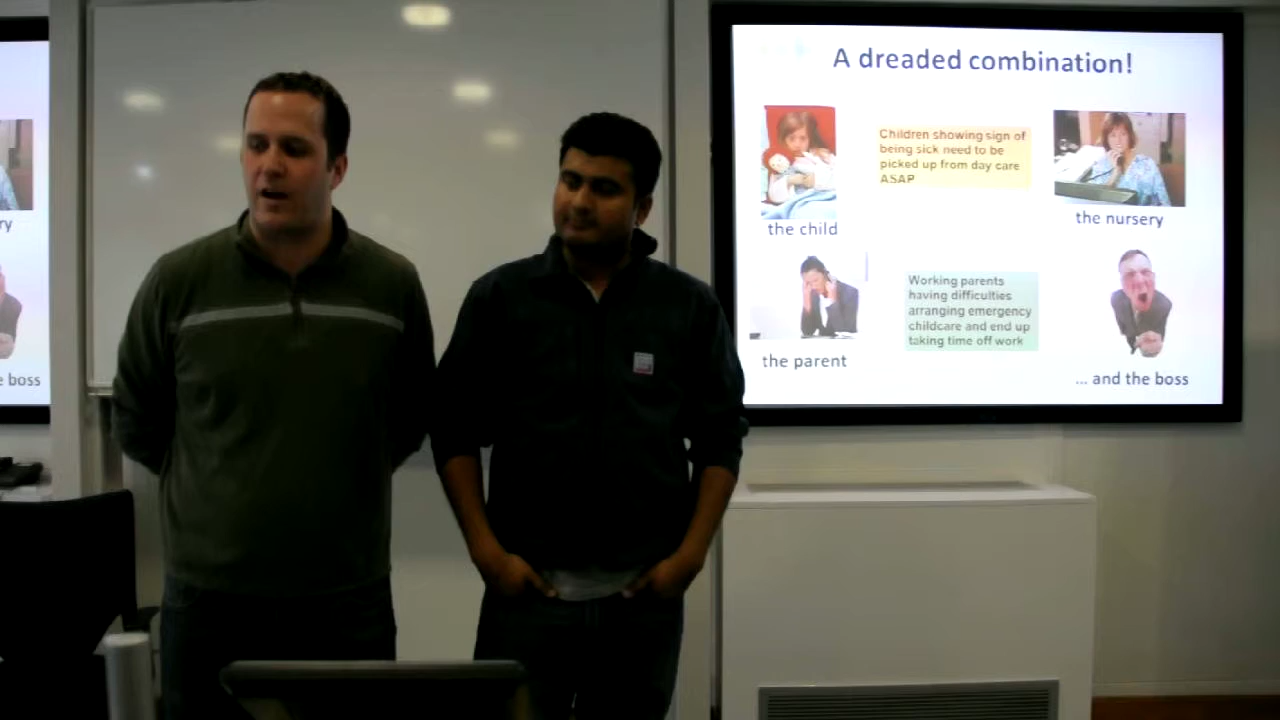 A dreaded combination!
Children showing sign of
being sick need to be
picked up from day care
ASAP
the child
the nursery
Working parents
having difficulties
arranging emergency
childcare and end up
taking time off work
the parent
... and the boss
ry
e boss